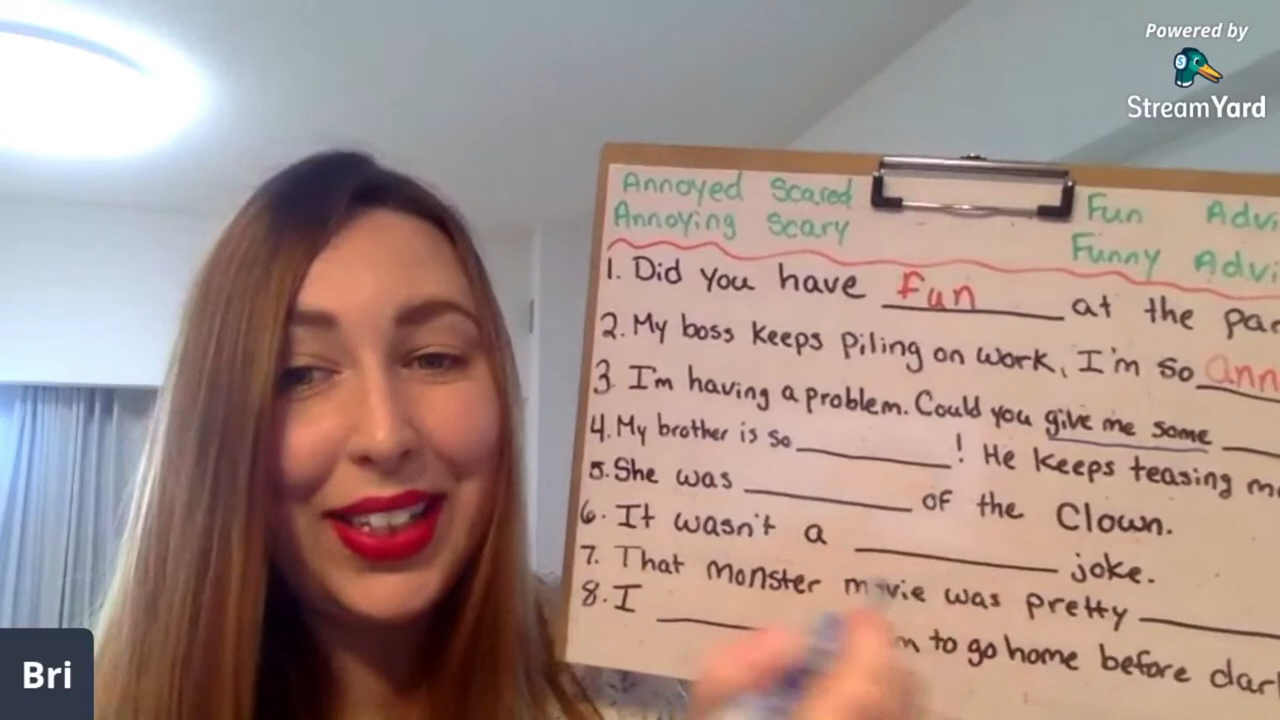 Powered by
StreamYard
Annoyed Scared
Annoying Scary
Fun
Funny
1. Did you have fun at the
2. My boss keeps piling on work, I'm so
3. I'm having a problem. Could you give me some
4. My brother is so ! He keeps teasing
5. She was of the Clown.
6. It wasn't a joke.
7. That monster movie was pretty
8. I to go home before
Bri